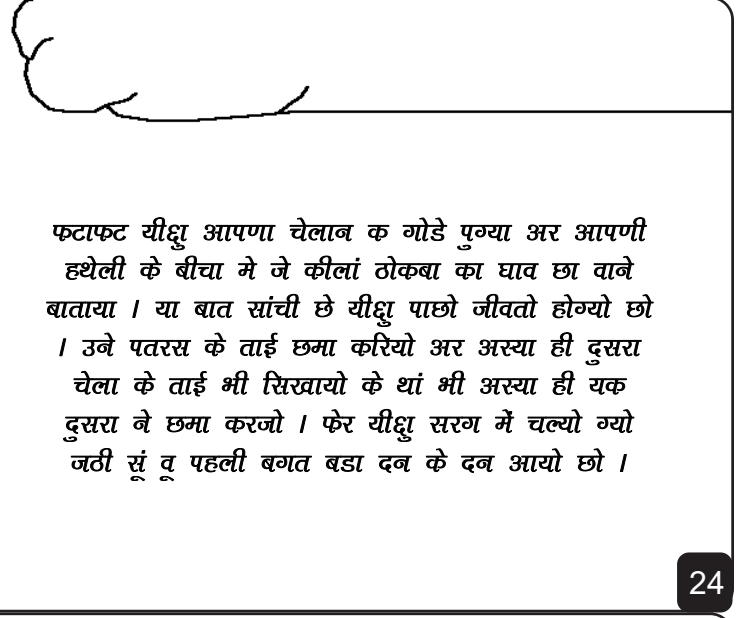 फटाफट यीशु आपणा चेलान क गोडे पुग्या अर आपणी
हथेली के बीचा मे जे कीलां ठोकबा का घाव छा वाने
बाताया । या बात सांची छे यीशु पाछो जीवतो होग्यो छो
। उने पतरस के ताई छमा करियो अर अस्या ही दुसरा
चेला के ताई भी सिखायो के थां भी अस्या ही यक
दुसरा ने छमा करजो । फेर यीशु सरग में चल्यो ग्यो
जठी सूं वू पहली बगत बडा दन के दन आयो छो ।
24